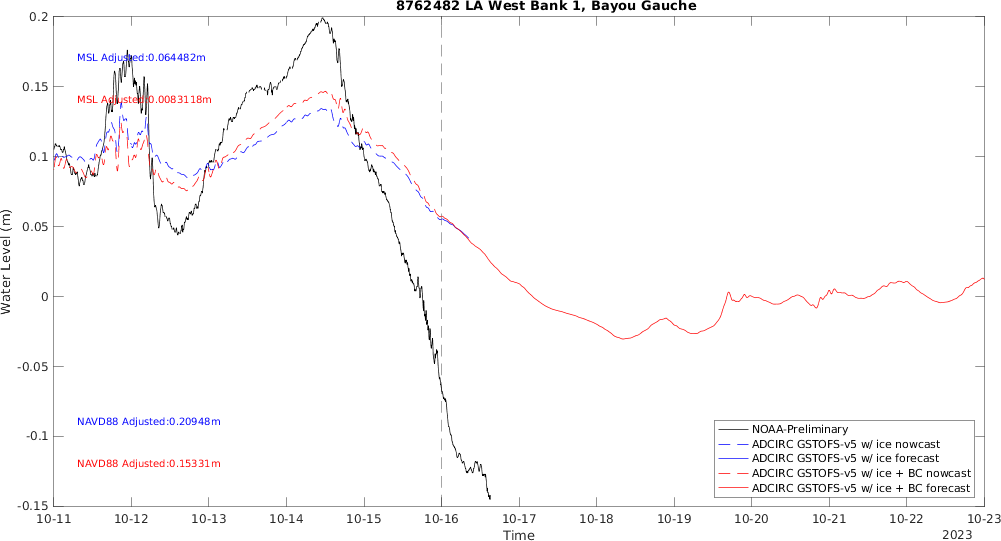 8762482 LA West Bank 1, Bayou Gauche
0.2
0.15
0.1
0.05
0
-0.05
-0.1
-0.15
Water Level (m)
MSL Adjusted:0.064482m
MSL Adjusted:0.0083118m
NAVD88 Adjusted:0.20948m
NAVD88 Adjusted:0.15331m
NOAA-Preliminary
ADCIRC GSTOFS-v5 w/ ice nowcast
ADCIRC GSTOFS-v5 w/ ice forecast
ADCIRC GSTOFS-v5 w/ ice + BC nowcast
ADCIRC GSTOFS-v5 w/ ice + BC forecast
10-11 10-12 10-13 10-14 10-15 10-16 10-17 10-18 10-19 10-20 10-21 10-22 10-23
2023
Time